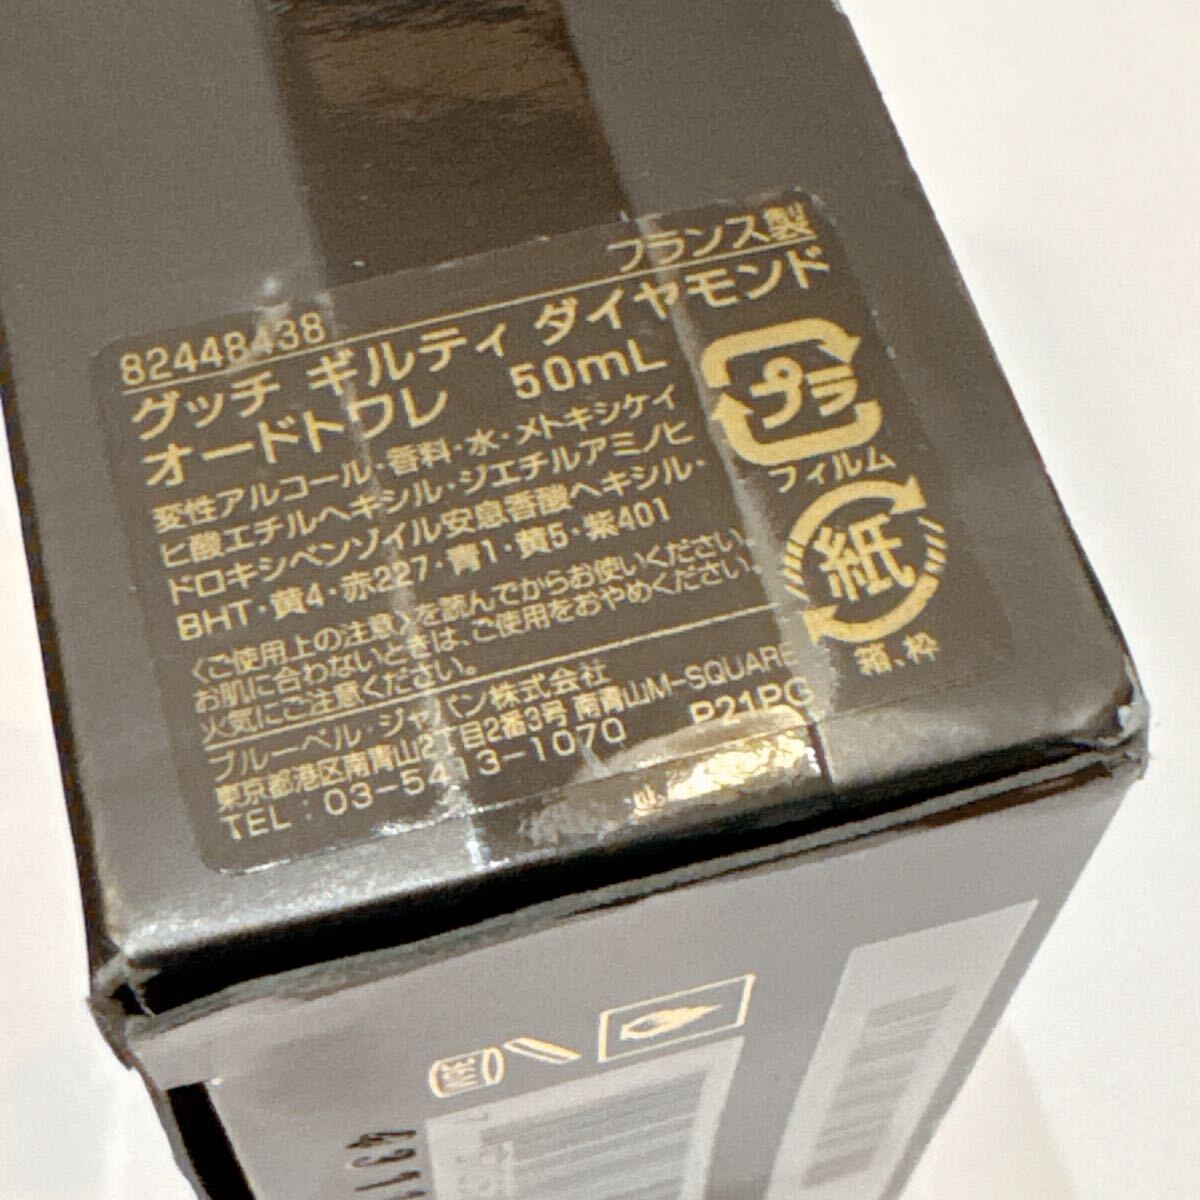 フランス製
82448438
グッチ ギルティ ダイヤモンド
オードトワレ 50mL
変性アルコール・香料・水・メトキシケイ
ヒ酸エチルヘキシル・ジエチルアミノヒ
ドロキシベンゾイル安息香酸ヘキシル・
BHT・黄4・赤227・青1・黄5・紫401
〈ご使用上の注意〉を読んでからお使いください。
お肌に合わないときは、ご使用をおやめください。
火気にご注意ください。
ブルーベル・ジャパン株式会社
東京都港区南青山2丁目2番3号 南青山M-SQUARE
TEL：03-5413-1070 P21PG
プラ
フィルム
紙
箱、枠